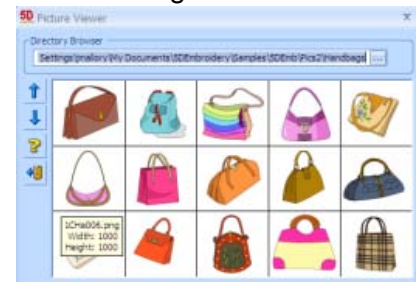 5D Picture Viewer
Directory Browser
Settings\mallory\My Documents\5DEmbroidery\Samples\5DEmb\Pics2\Handbags
...
1CHa006.png
Width: 1000
Height: 1000